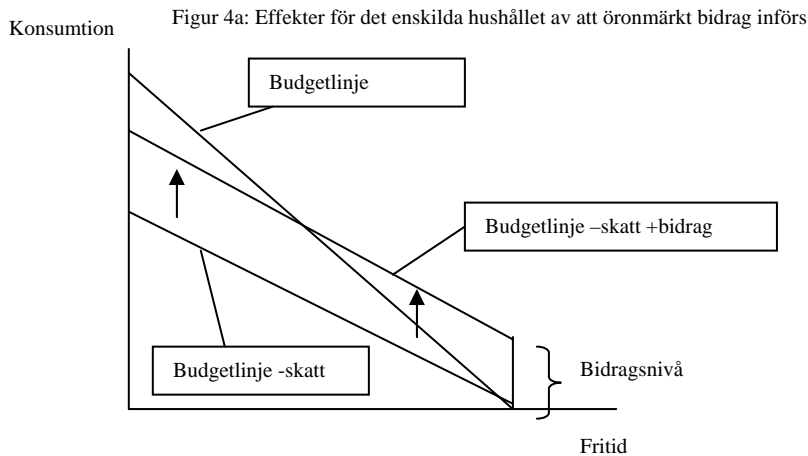 Figur 4a: Effekter för det enskilda hushållet av att öronmärkt bidrag införs
Konsumtion
Budgetlinje
Budgetlinje –skatt +bidrag
Budgetlinje -skatt
Bidragsnivå
Fritid